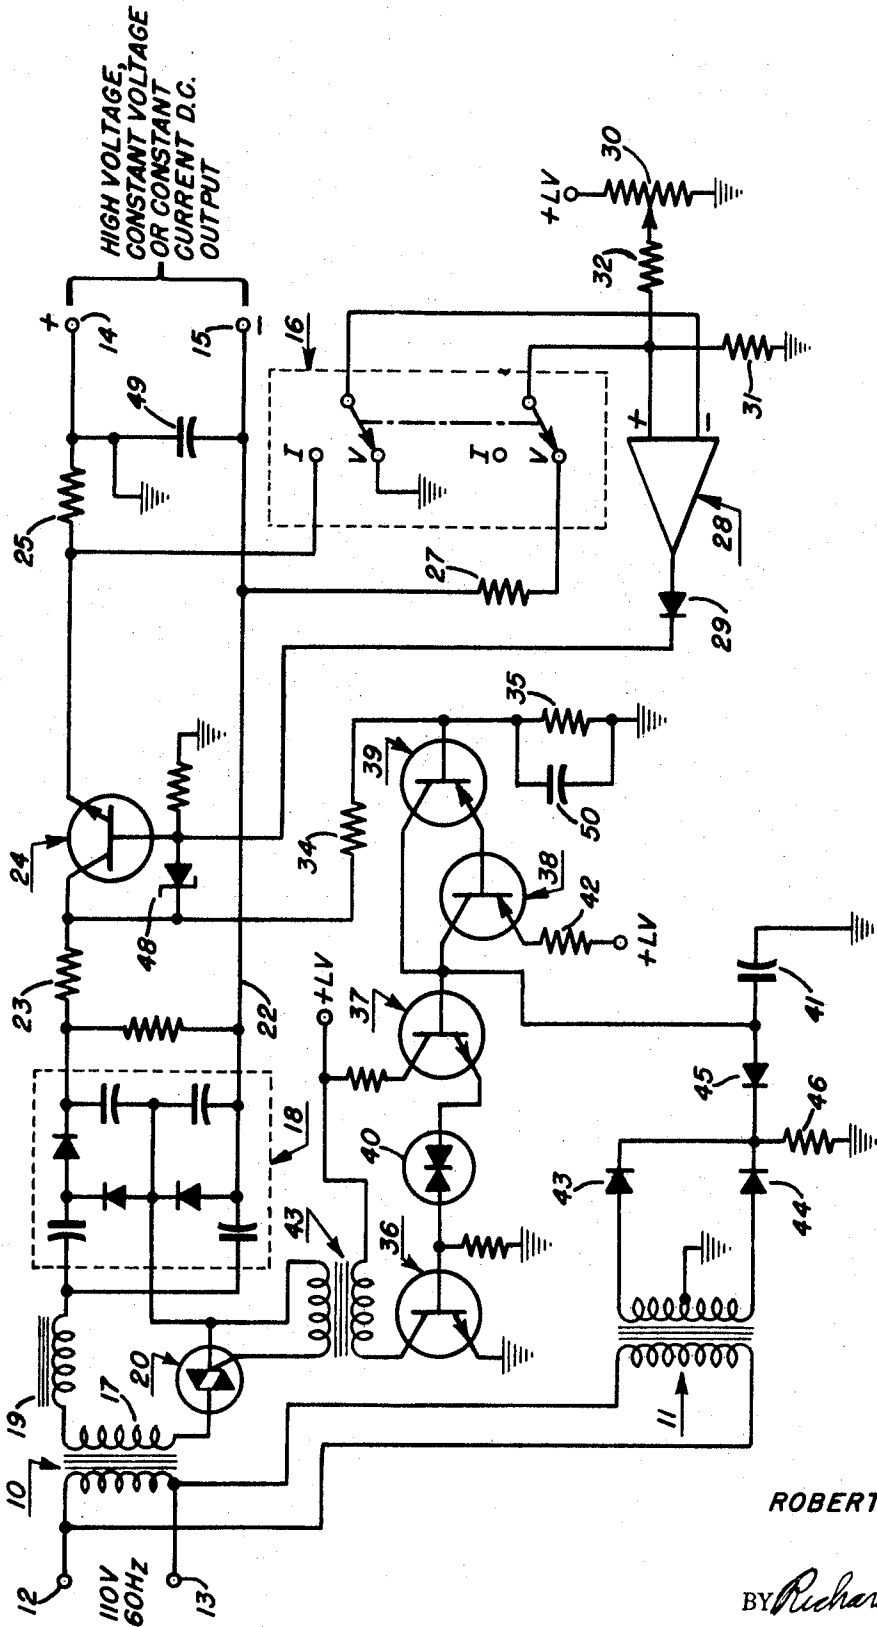 HIGH VOLTAGE,
CONSTANT VOLTAGE
OR CONSTANT
CURRENT D.C.
OUTPUT
+
14
15
−
49
25
16
I
V
I
V
27
+LV
30
32
31
+
−
28
29
24
48
23
22
34
39
35
50
38
42
+LV
37
+LV
40
36
43
18
20
19
17
10
12
110V
60HZ
13
41
45
46
43
44
11
ROBERT
BY Richar